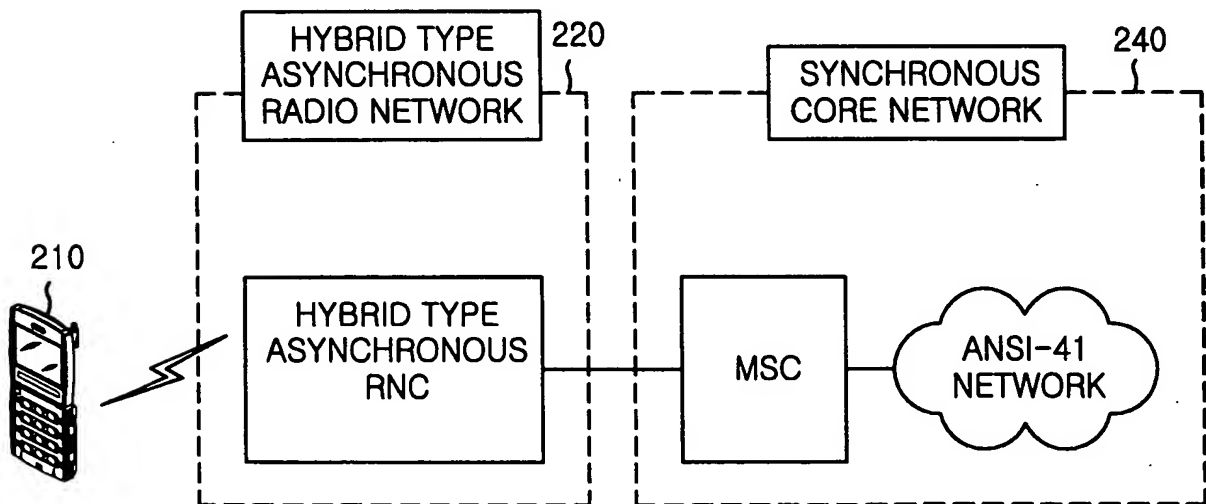 HYBRID TYPE
ASYNCHRONOUS
RADIO NETWORK
220
SYNCHRONOUS
CORE NETWORK
240
210
HYBRID TYPE
ASYNCHRONOUS
RNC
MSC
ANSI-41
NETWORK